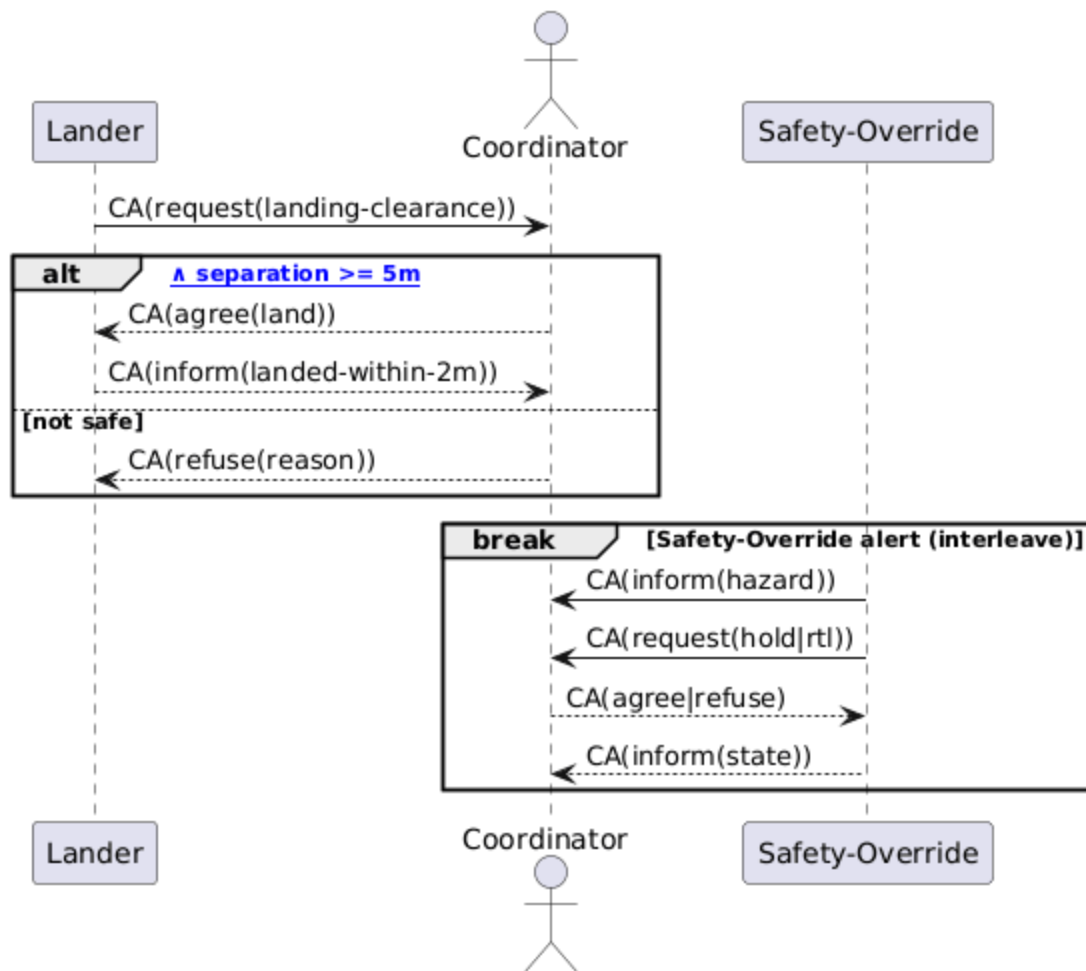 Lander
Coordinator
Safety-Override
CA(request(landing-clearance))
alt
∧ separation >= 5m
CA(agree(land))
CA(inform(landed-within-2m))
[not safe]
CA(refuse(reason))
break
[Safety-Override alert (interleave)]
CA(inform(hazard))
CA(request(hold|rtl))
CA(agree|refuse)
CA(inform(state))
Lander
Coordinator
Safety-Override